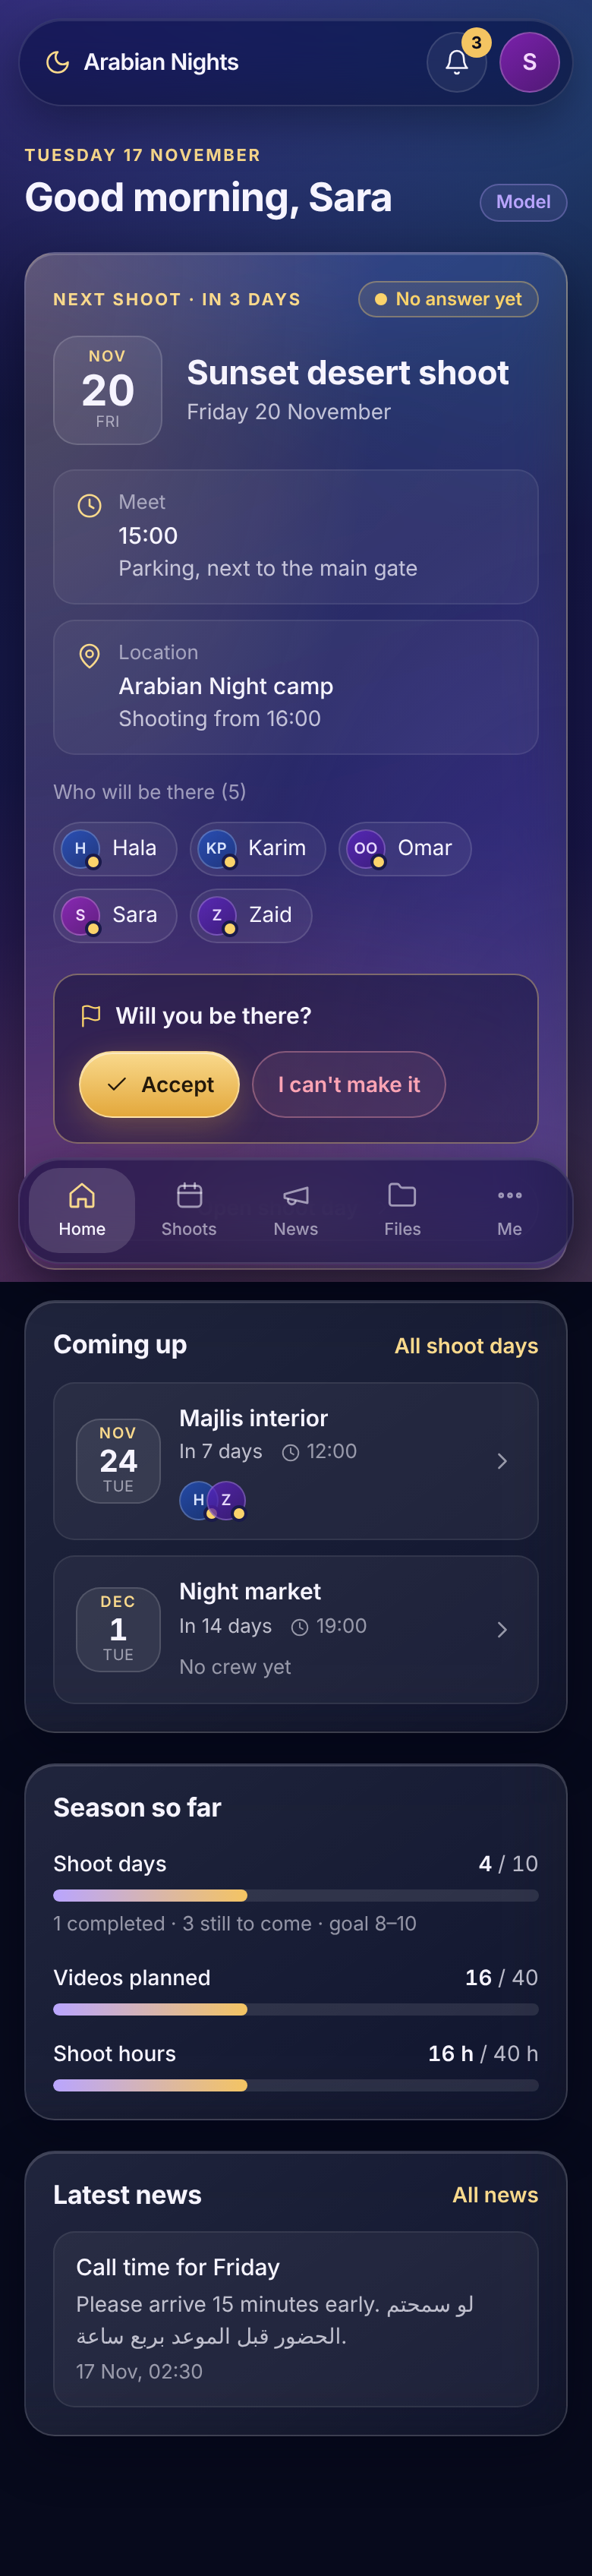 Arabian Nights
3
S
TUESDAY 17 NOVEMBER
Good morning, Sara
Model
NEXT SHOOT · IN 3 DAYS
No answer yet
NOV
20
FRI
Sunset desert shoot
Friday 20 November
Meet
15:00
Parking, next to the main gate
Location
Arabian Night camp
Shooting from 16:00
Who will be there (5)
H Hala
KP Karim
OO Omar
S Sara
Z Zaid
Will you be there?
Accept
I can't make it
Home
Shoots
News
Files
Me
Coming up
All shoot days
NOV
24
TUE
Majlis interior
In 7 days 12:00
H Z
DEC
1
TUE
Night market
In 14 days 19:00
No crew yet
Season so far
Shoot days 4 / 10
1 completed · 3 still to come · goal 8–10
Videos planned 16 / 40
Shoot hours 16 h / 40 h
Latest news
All news
Call time for Friday
Please arrive 15 minutes early. لو سمحتم
الحضور قبل الموعد بربع ساعة.
17 Nov, 02:30